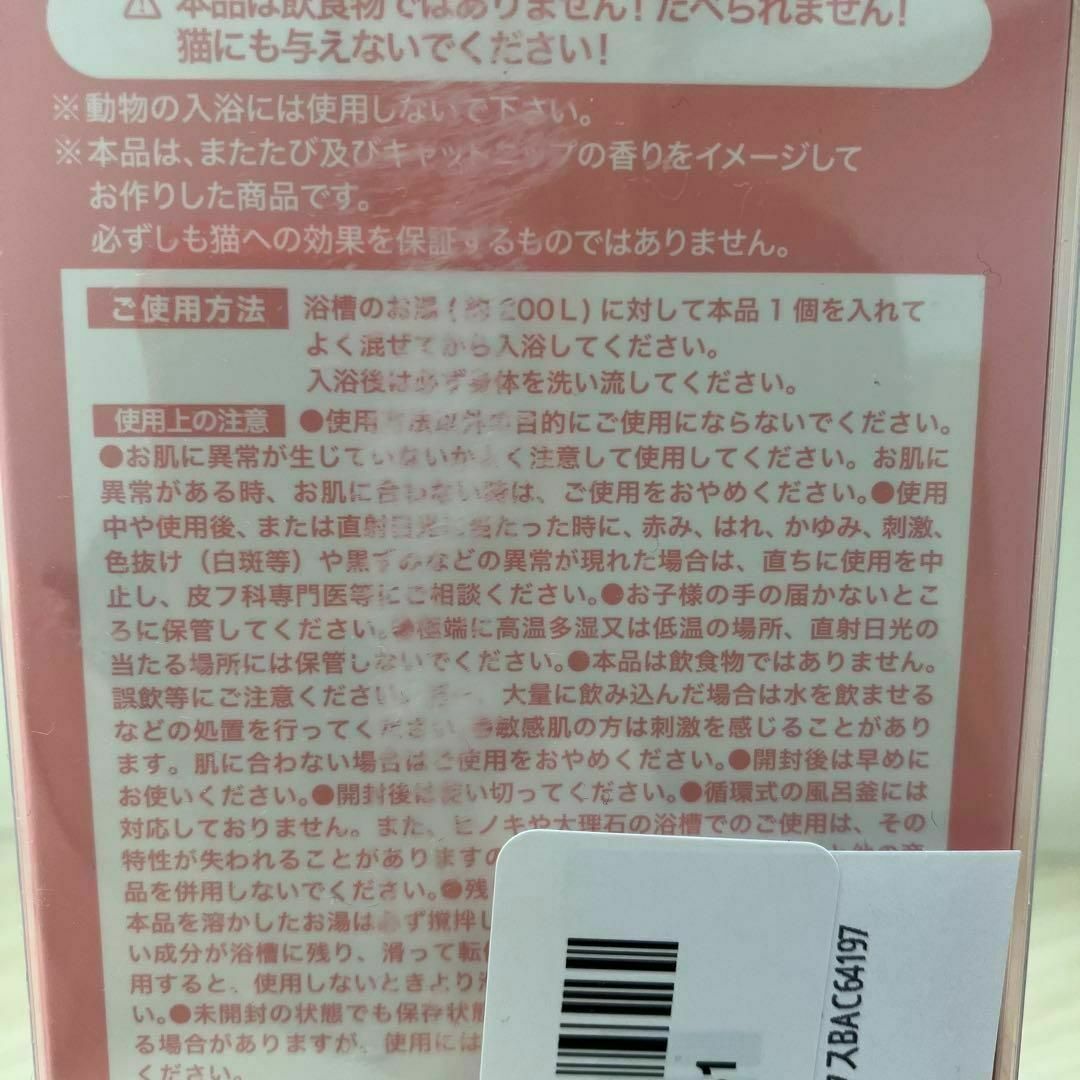 ⚠ 本品は飲食物ではありません！たべられません！
猫にも与えないでください！
※動物の入浴には使用しないで下さい。
※本品は、またたび及びキャットニップの香りをイメージして
お作りした商品です。
必ずしも猫への効果を保証するものではありません。
ご使用方法 浴槽のお湯(約200L)に対して本品1個を入れて
よく混ぜてから入浴してください。
入浴後は必ず身体を洗い流してください。
使用上の注意 ●使用方法以外の目的にご使用にならないでください。
●お肌に異常が生じていないかよく注意して使用してください。お肌に
異常がある時、お肌に合わない時は、ご使用をおやめください。●使用
中や使用後、または直射日光に当たった時に、赤み、はれ、かゆみ、刺激、
色抜け（白斑等）や黒ずみなどの異常が現れた場合は、直ちに使用を中
止し、皮フ科専門医等にご相談ください。●お子様の手の届かないとこ
ろに保管してください。●極端に高温多湿又は低温の場所、直射日光の
当たる場所には保管しないでください。●本品は飲食物ではありません。
誤飲等にご注意ください。万一、大量に飲み込んだ場合は水を飲ませる
などの処置を行ってください。●敏感肌の方は刺激を感じることがあり
ます。肌に合わない場合はご使用をおやめください。●開封後は早めに
お使いください。●開封後は使い切ってください。●循環式の風呂釜には
対応しておりません。また、ヒノキや大理石の浴槽でのご使用は、その
特性が失われることがありますの
品を併用しないでください。●残
本品を溶かしたお湯は必ず撹拌し
い成分が浴槽に残り、滑って転
用すると、使用しないときより
い。●未開封の状態でも保存状態
る場合がありますが、使用には
ください。
スBAC64197